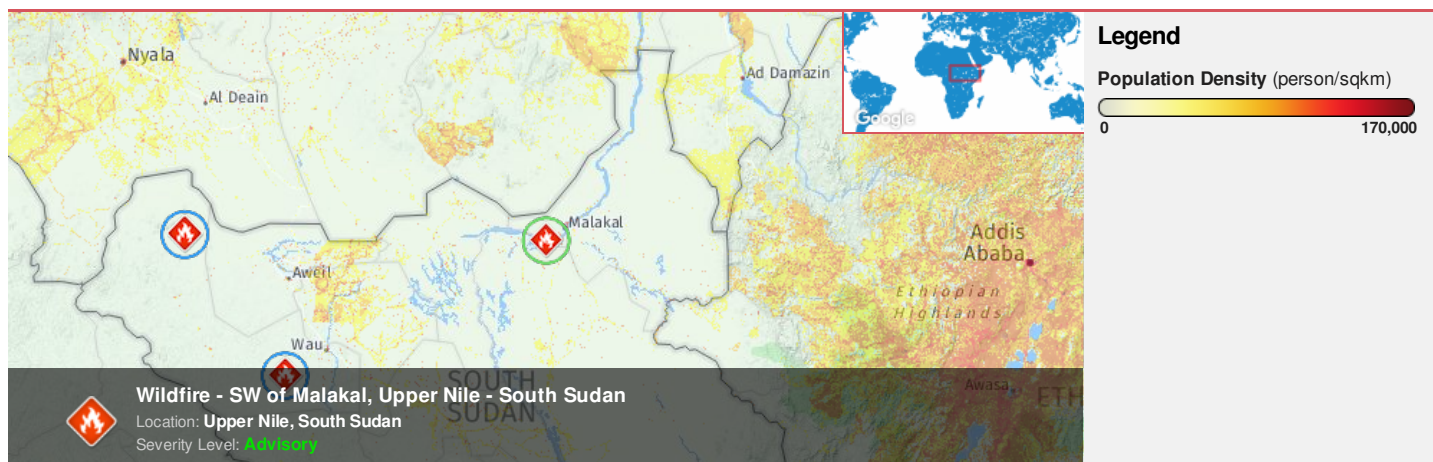 Nyala
Al Deain
Ad Damazin
Google
Malakal
Aweil
Addis
Ababa
Ethiopian
Highlands
Wau
SOUTH
SUDAN
Awasa
ETH
Wildfire - SW of Malakal, Upper Nile - South Sudan
Location: Upper Nile, South Sudan
Severity Level: Advisory
Legend
Population Density (person/sqkm)
0 170,000